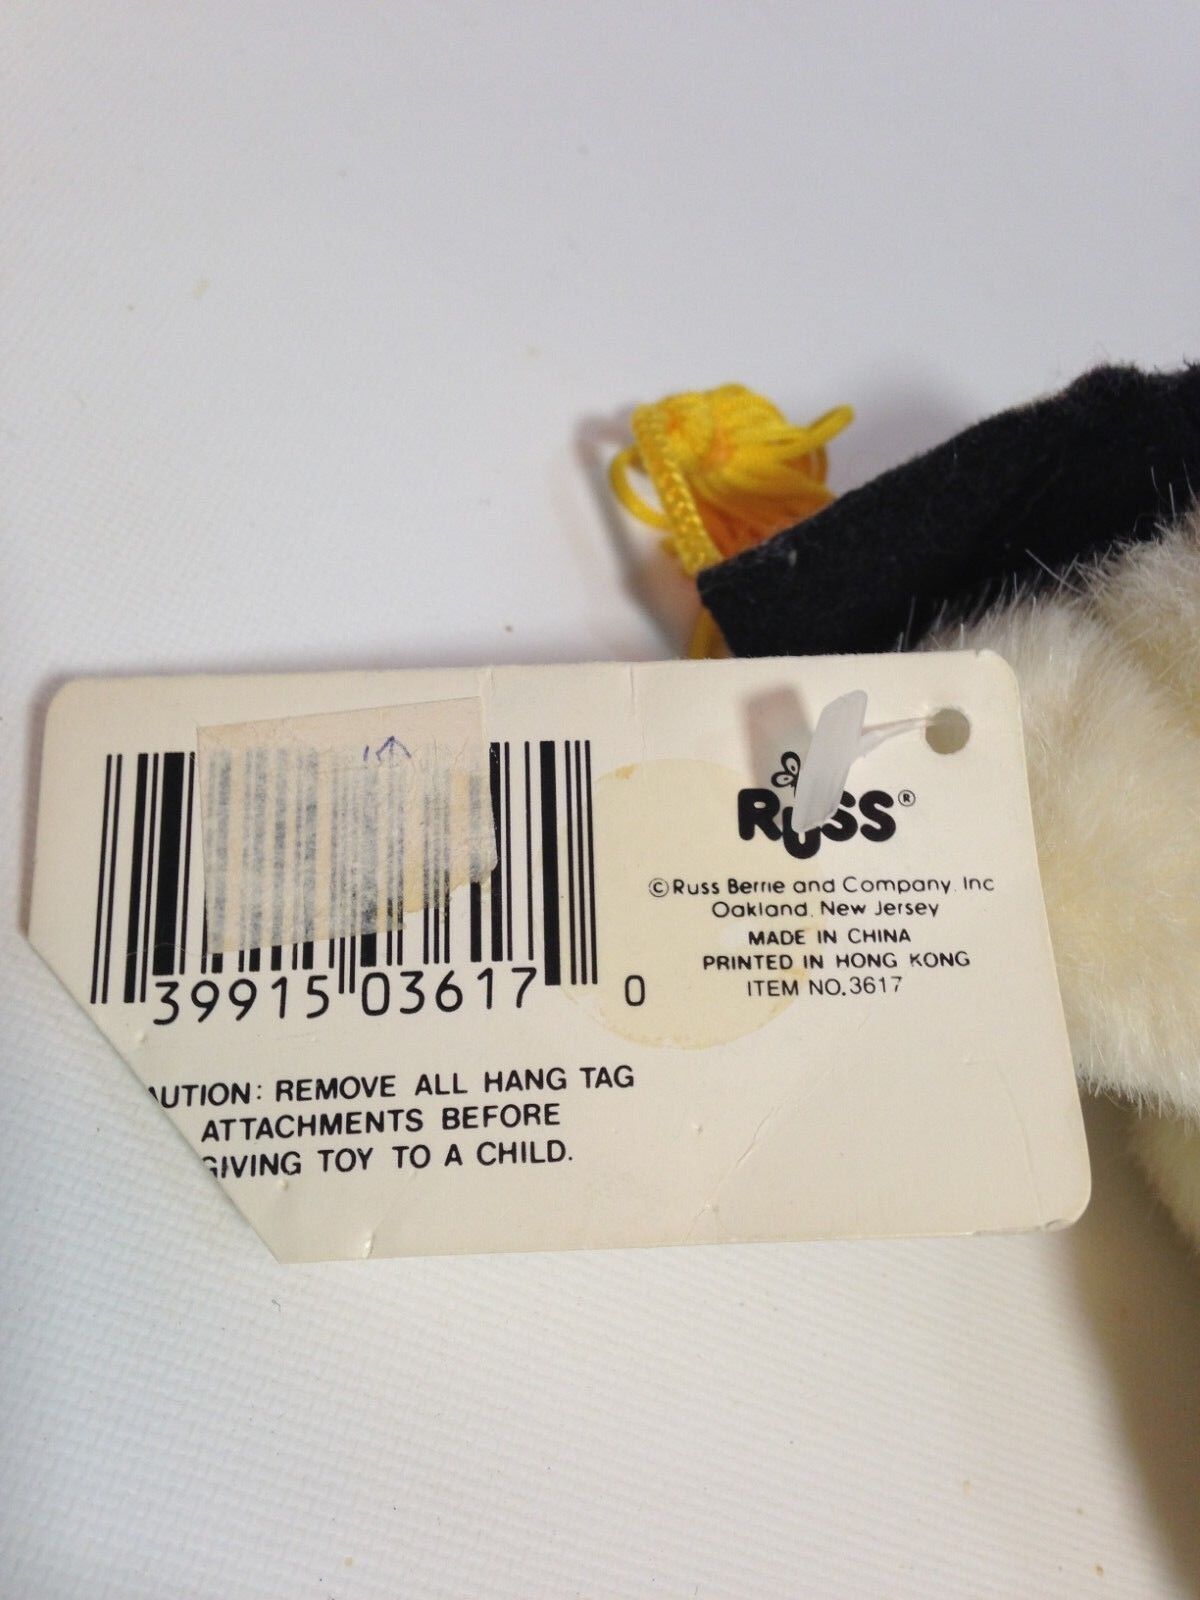 39915 03617 0
AUTION: REMOVE ALL HANG TAG
ATTACHMENTS BEFORE
GIVING TOY TO A CHILD.
RUSS®
©Russ Berrie and Company, Inc
Oakland, New Jersey
MADE IN CHINA
PRINTED IN HONG KONG
ITEM NO.3617